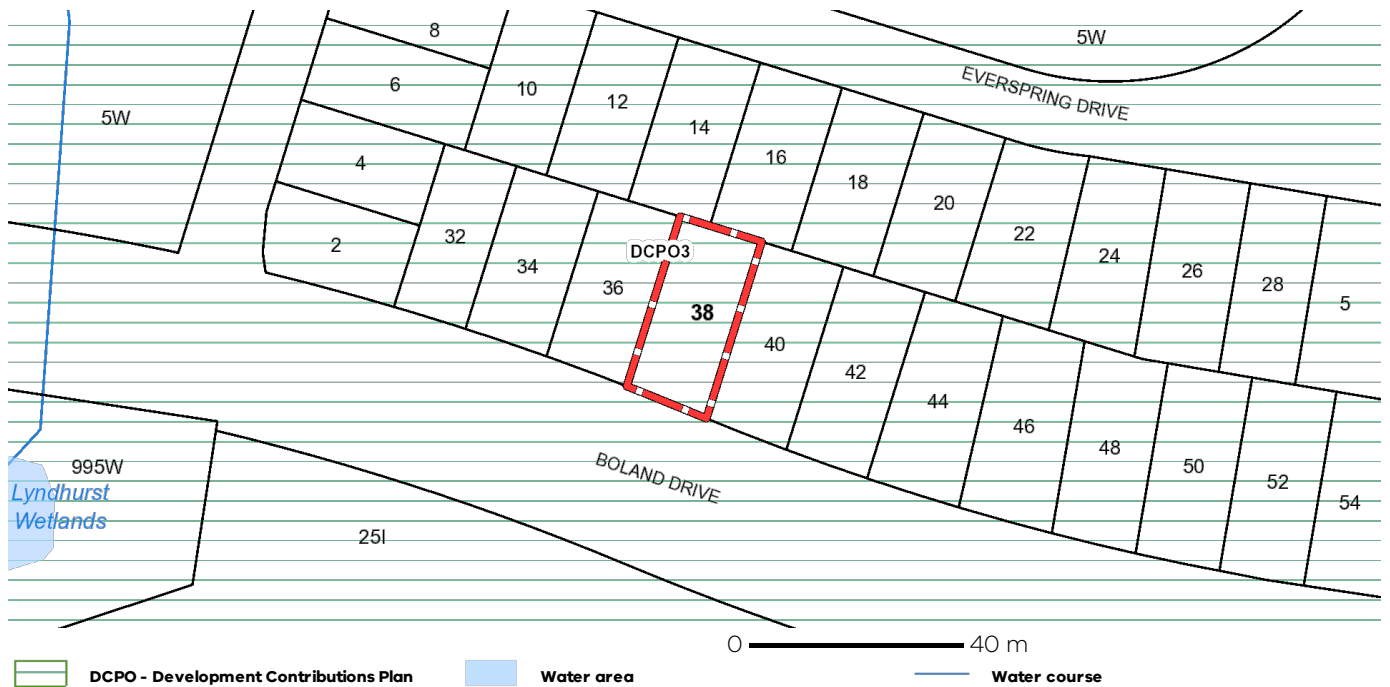 8
5W
EVERSPRING DRIVE
6
10
12
5W
14
4
16
18
20
2
32
22
DCPO3
24
34
26
36
28
38
5
40
42
44
46
48
BOLAND DRIVE
995W
50
52
Lyndhurst
Wetlands
54
25I
0 40 m
DCPO - Development Contributions Plan
Water area
Water course